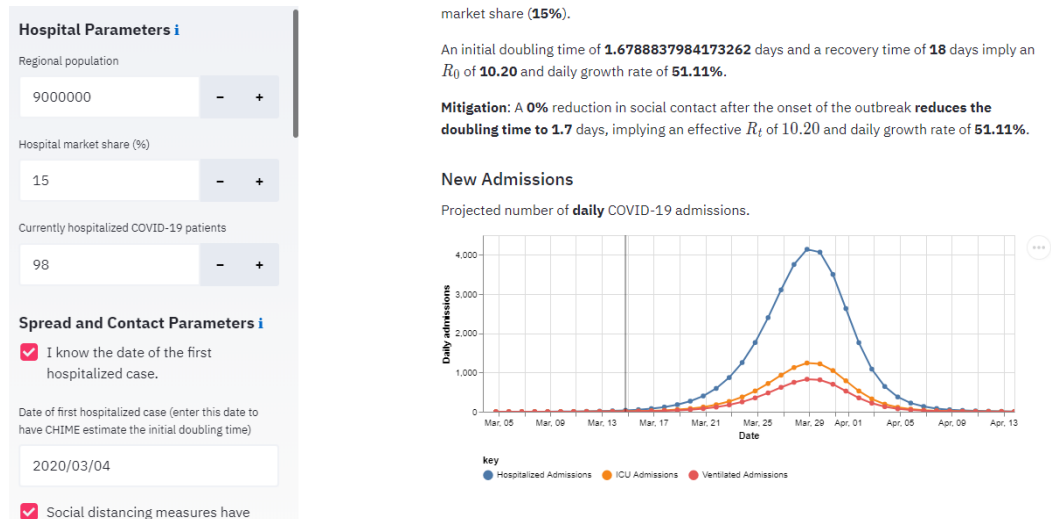 Hospital Parameters i
Regional population
9000000
- +
Hospital market share (%)
15
- +
Currently hospitalized COVID-19 patients
98
- +
Spread and Contact Parameters i
I know the date of the first
hospitalized case.
Date of first hospitalized case (enter this date to
have CHIME estimate the initial doubling time)
2020/03/04
Social distancing measures have
market share (15%).
An initial doubling time of 1.6788837984173262 days and a recovery time of 18 days imply an
R0 of 10.20 and daily growth rate of 51.11%.
Mitigation: A 0% reduction in social contact after the onset of the outbreak reduces the
doubling time to 1.7 days, implying an effective Rt of 10.20 and daily growth rate of 51.11%.
New Admissions
Projected number of daily COVID-19 admissions.
4,000
3,000
2,000
1,000
0
Daily admissions
Mar, 05 Mar, 09 Mar, 13 Mar, 17 Mar, 21 Mar, 25 Mar, 29 Apr, 01 Apr, 05 Apr, 09 Apr, 13
Date
key
Hospitalized Admissions ICU Admissions Ventilated Admissions